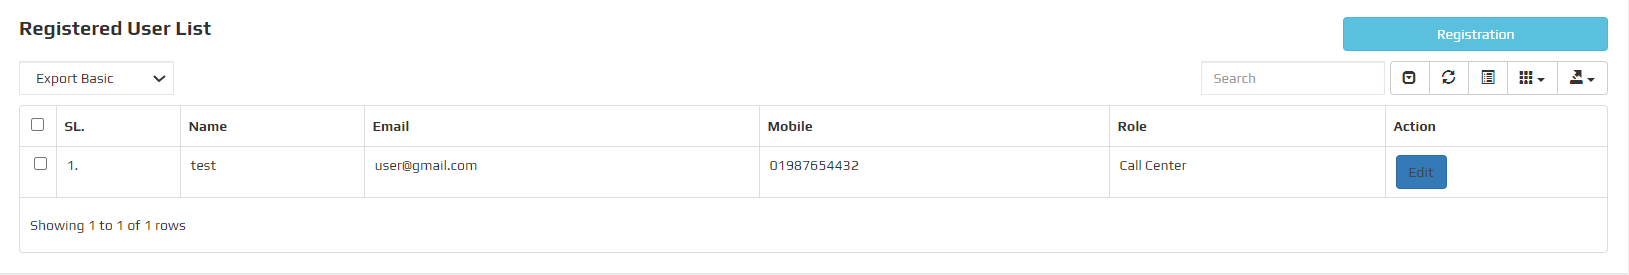 Registered User List
Registration
Export Basic
Search
SL. Name Email Mobile Role Action
1. test user@gmail.com 01987654432 Call Center Edit
Showing 1 to 1 of 1 rows